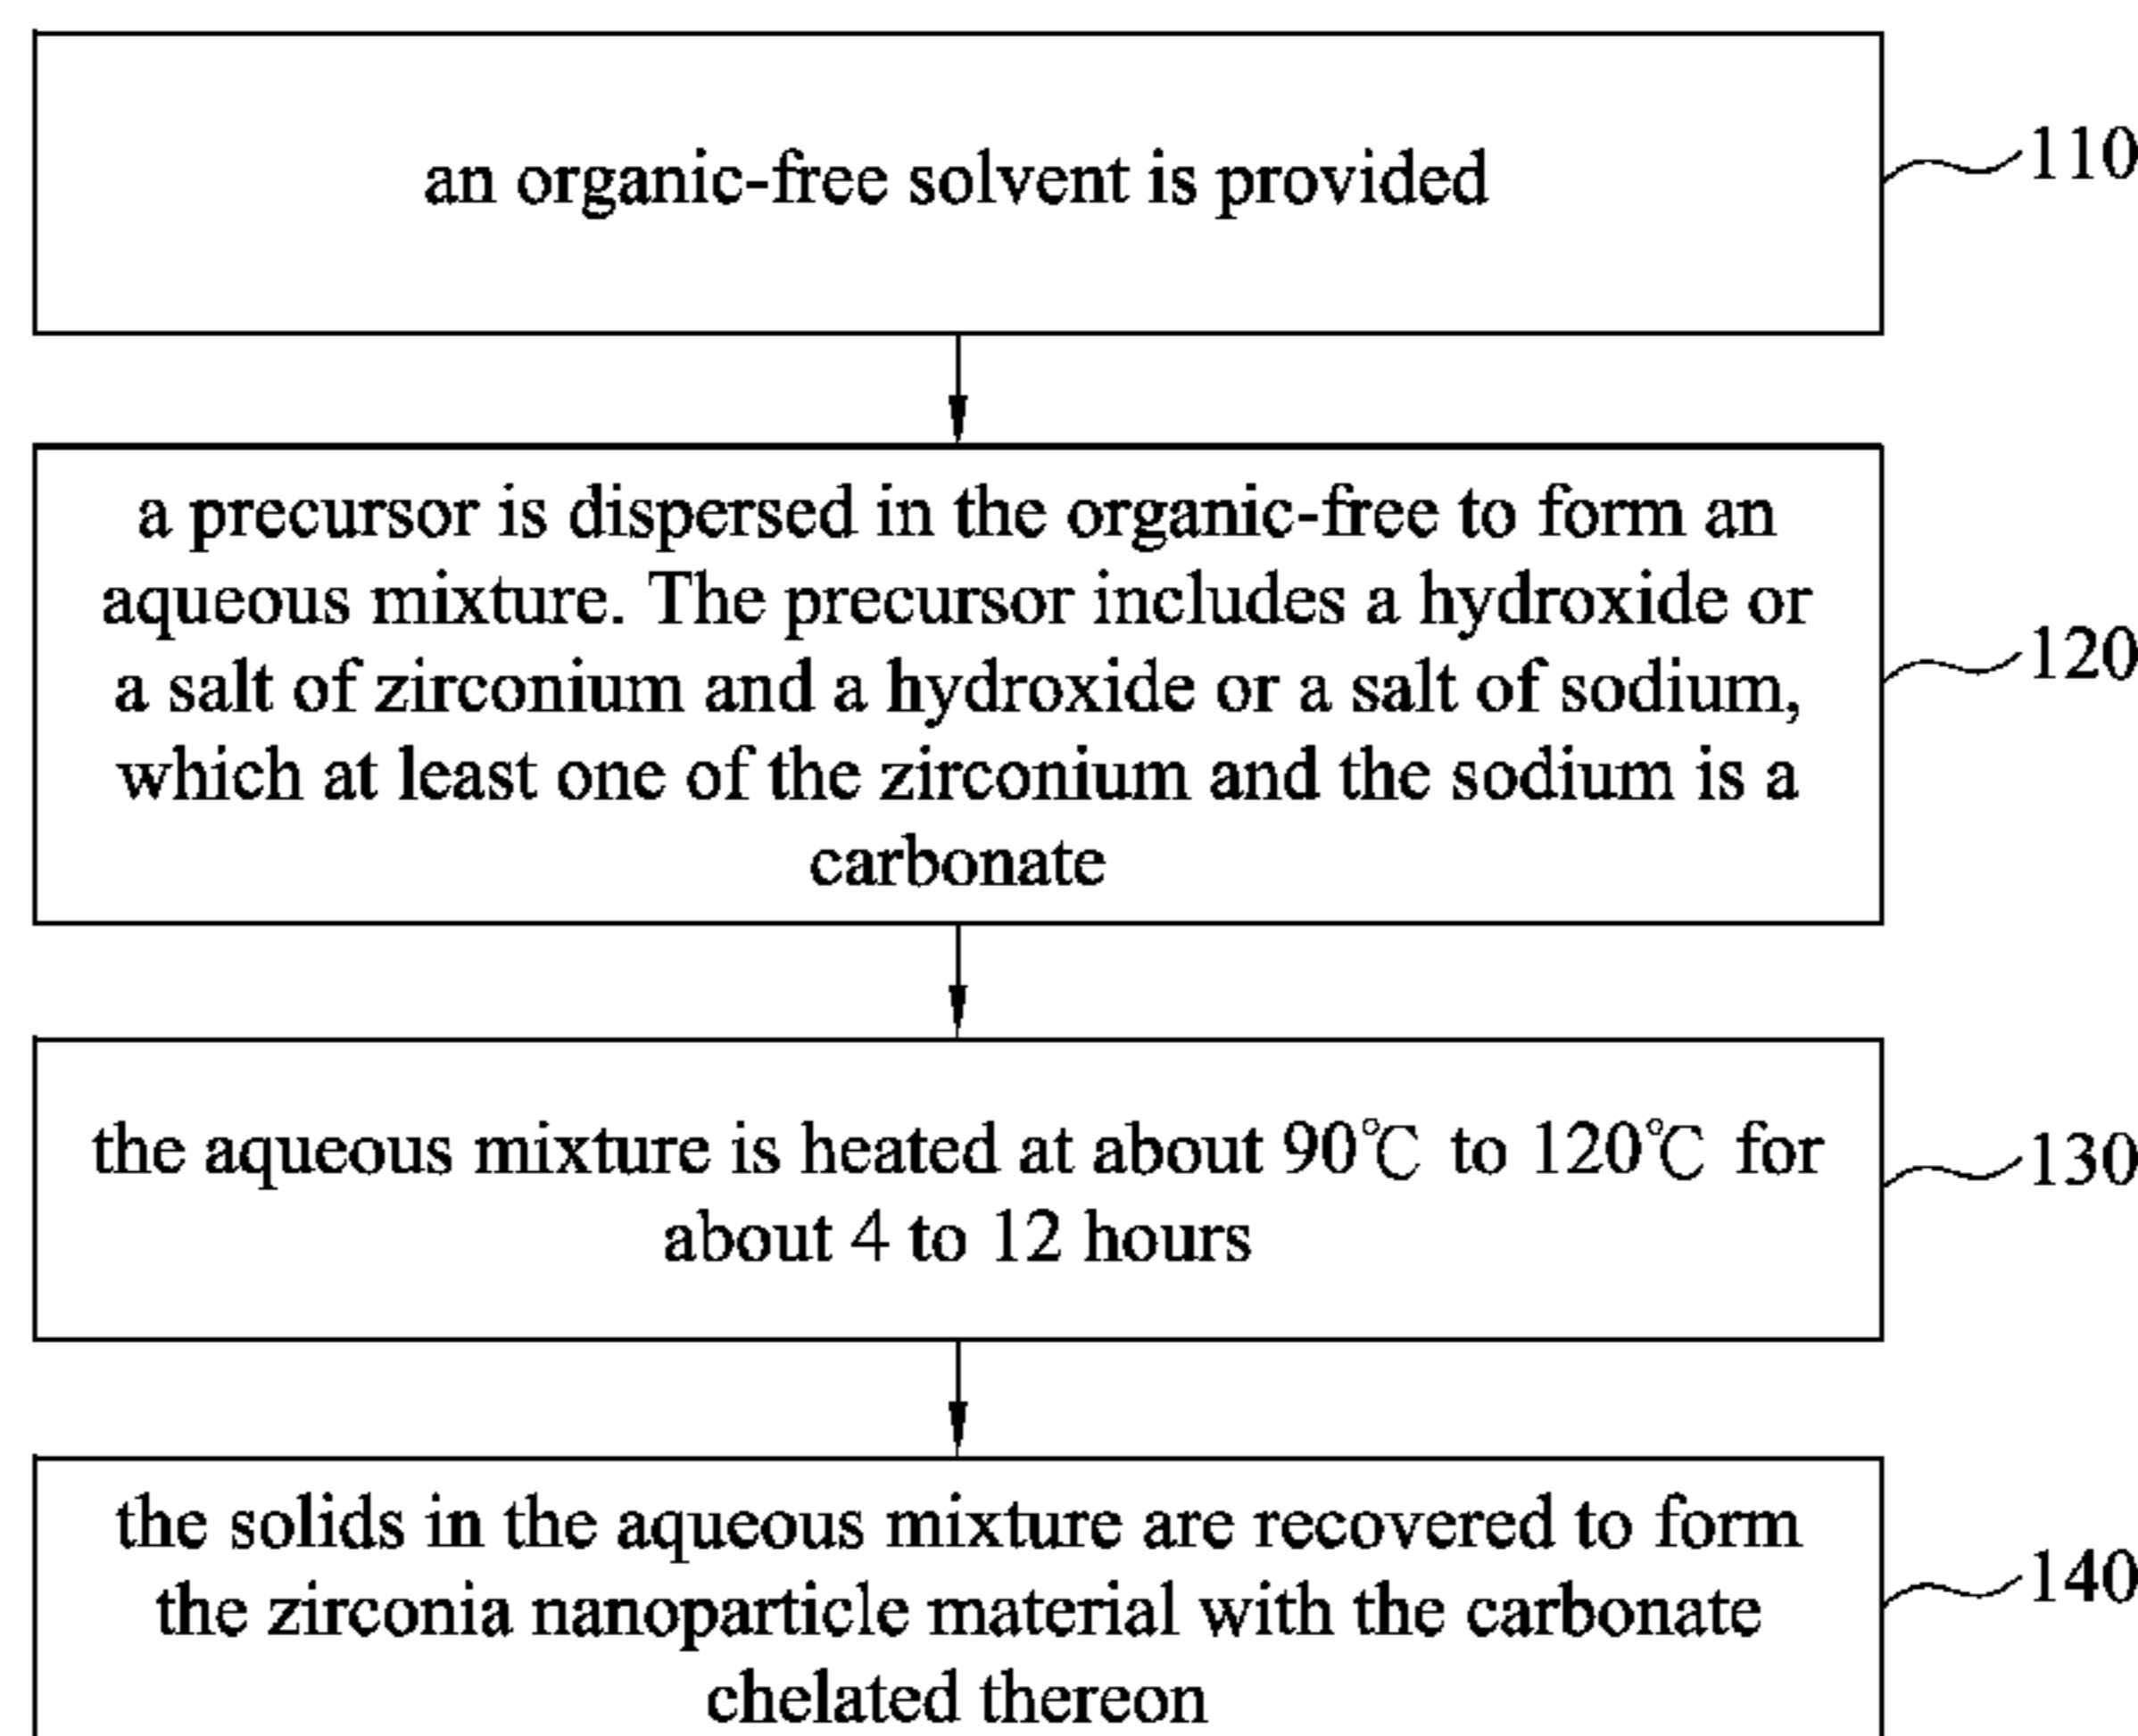 an organic-free solvent is provided
110
a precursor is dispersed in the organic-free to form an
aqueous mixture. The precursor includes a hydroxide or
a salt of zirconium and a hydroxide or a salt of sodium,
which at least one of the zirconium and the sodium is a
carbonate
120
the aqueous mixture is heated at about 90℃ to 120℃ for
about 4 to 12 hours
130
the solids in the aqueous mixture are recovered to form
the zirconia nanoparticle material with the carbonate
chelated thereon
140